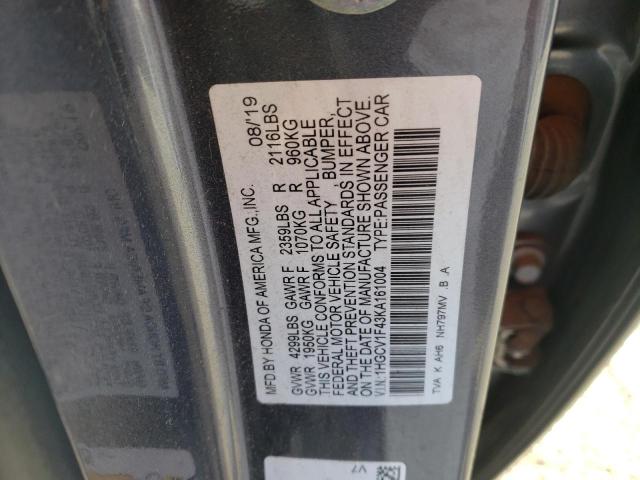 MFD BY HONDA OF AMERICA MFG.,INC. 08/'19
GVWR 4299LBS GAWR F 2359LBS R 2116LBS
GVWR 1950KG GAWR F 1070KG R 960KG
THIS VEHICLE CONFORMS TO ALL APPLICABLE
FEDERAL MOTOR VEHICLE SAFETY , BUMPER,
AND THEFT PREVENTION STANDARDS IN EFFECT
ON THE DATE OF MANUFACTURE SHOWN ABOVE.
V.I.N.1HGCV1F43KA161004 TYPE:PASSENGER CAR
TVA K AH6 NH797MV .B .A